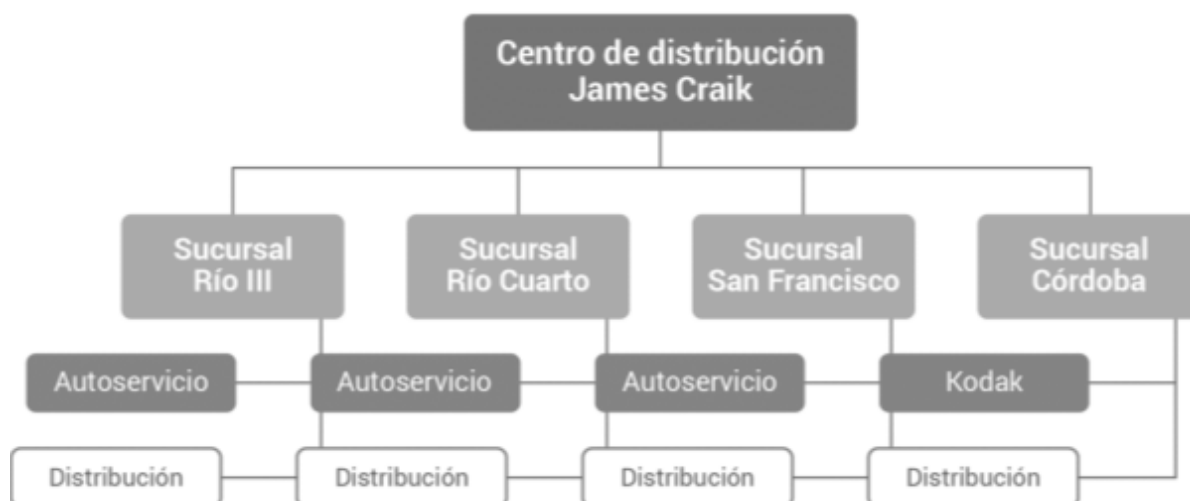 Centro de distribución
James Craik
Sucursal
Río III
Sucursal
Río Cuarto
Sucursal
San Francisco
Sucursal
Córdoba
Autoservicio
Autoservicio
Autoservicio
Kodak
Distribución
Distribución
Distribución
Distribución